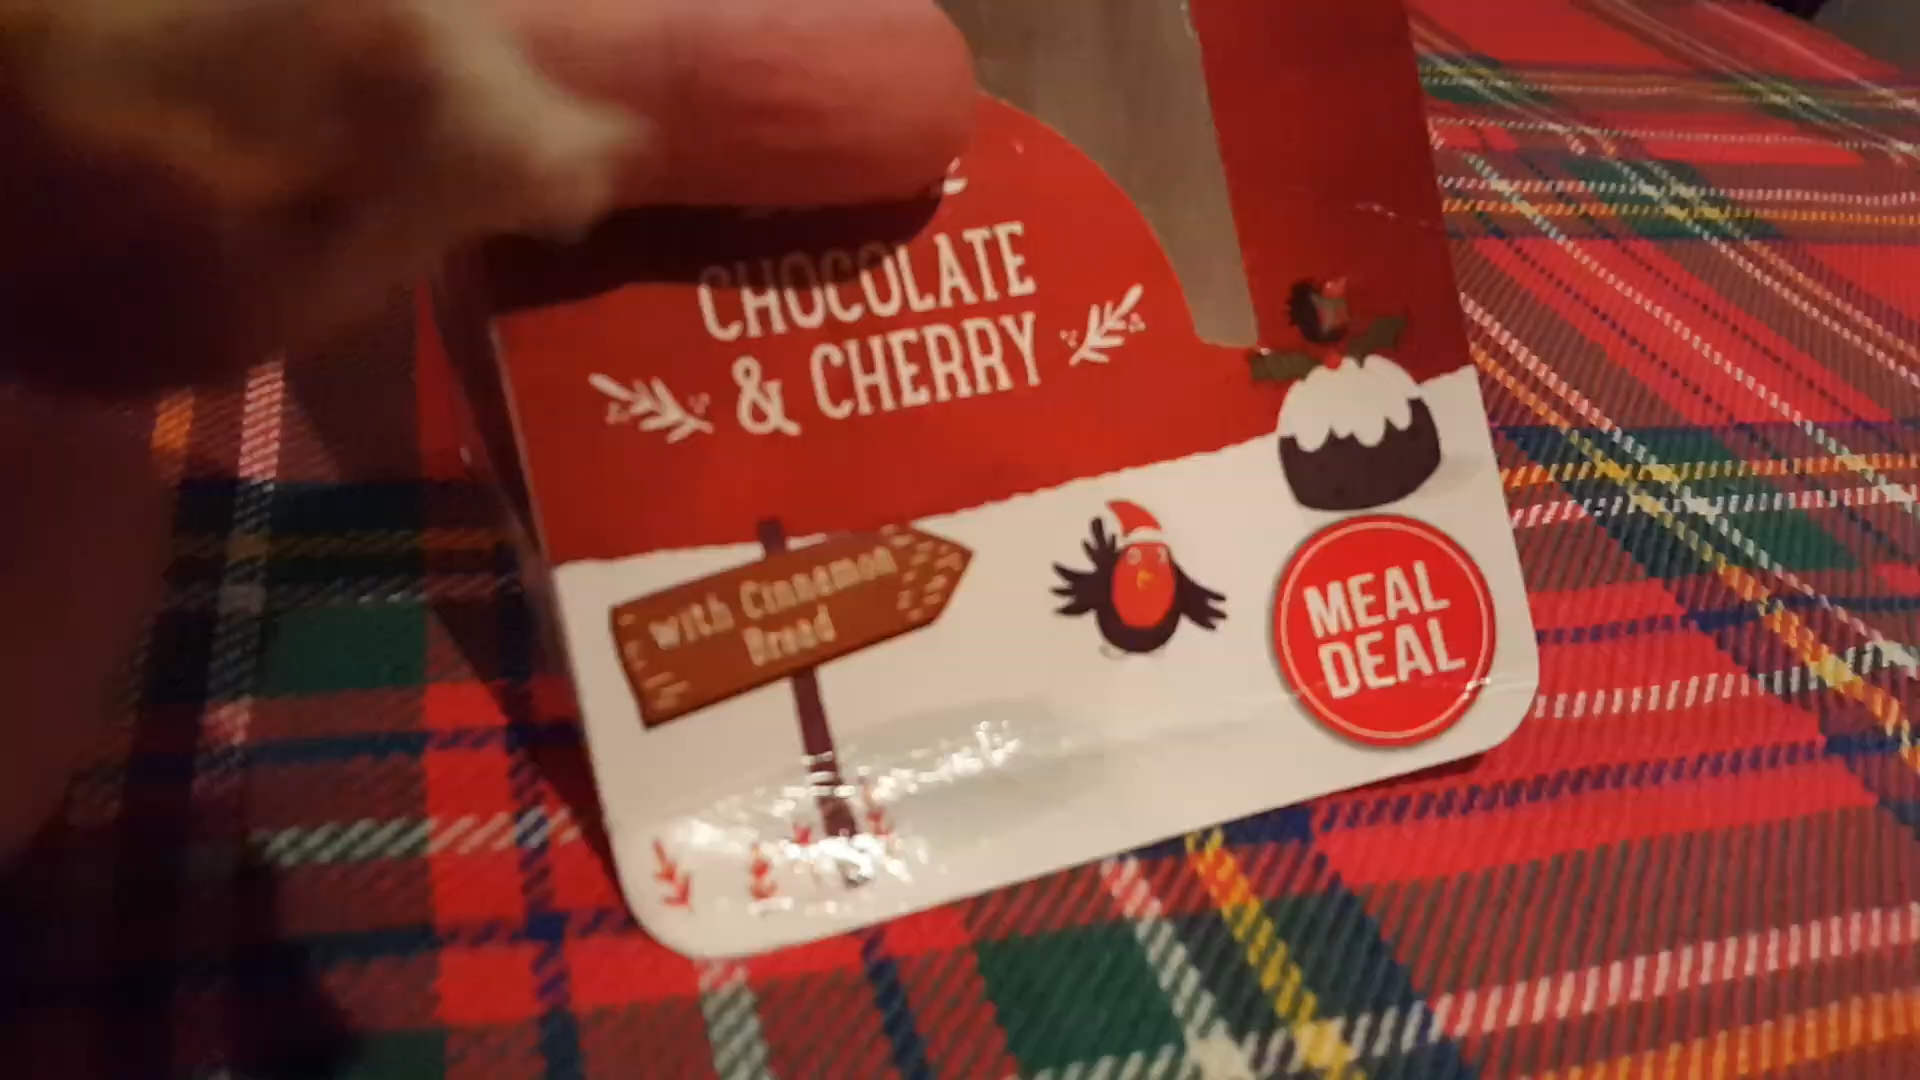 CHOCOLATE
& CHERRY
with Cinnamon
Bread
MEAL
DEAL